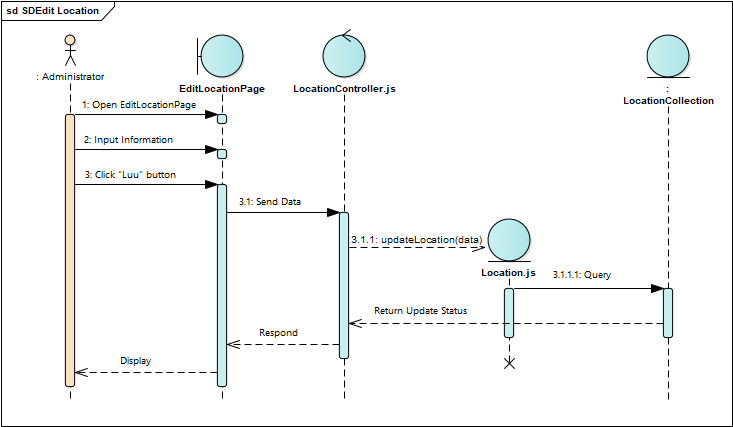 sd SDEdit Location
: Administrator
EditLocationPage
LocationController.js
:
LocationCollection
1: Open EditLocationPage
2: Input Information
3: Click "Luu" button
3.1: Send Data
3.1.1: updateLocation(data)
Location.js
3.1.1.1: Query
Return Update Status
Respond
Display